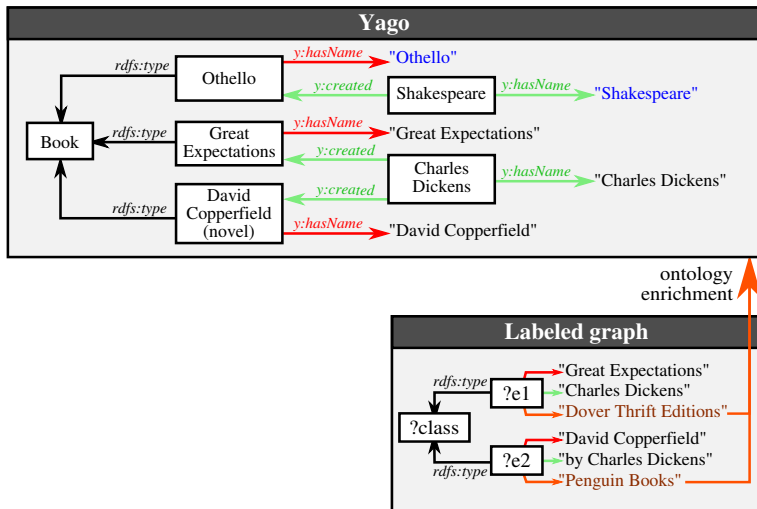 Yago
y:hasName
"Othello"
rdfs:type
Othello
y:created
Shakespeare
y:hasName
"Shakespeare"
Book
rdfs:type
Great
Expectations
y:hasName
"Great Expectations"
y:created
Charles
Dickens
y:hasName
"Charles Dickens"
y:created
rdfs:type
David
Copperfield
(novel)
y:hasName
"David Copperfield"
ontology
enrichment
Labeled graph
"Great Expectations"
rdfs:type
?e1
"Charles Dickens"
"Dover Thrift Editions"
?class
"David Copperfield"
rdfs:type
?e2
"by Charles Dickens"
"Penguin Books"